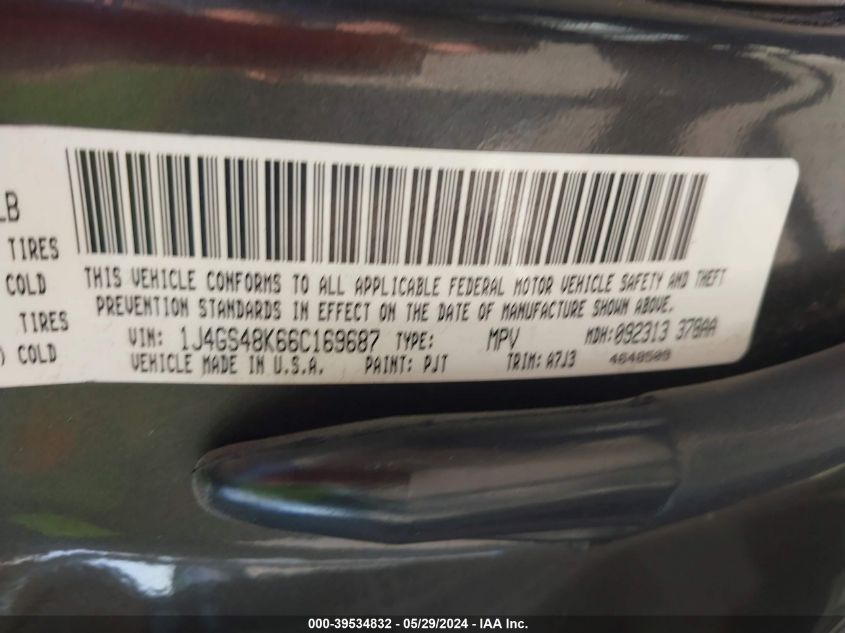 LB
TIRES
COLD
TIRES
) COLD
THIS VEHICLE CONFORMS TO ALL APPLICABLE FEDERAL MOTOR VEHICLE SAFETY AND THEFT
PREVENTION STANDARDS IN EFFECT ON THE DATE OF MANUFACTURE SHOWN ABOVE.
VIN: 1J4GS48K66C169687 TYPE: MPV MDH:092313 378AA
VEHICLE MADE IN U.S.A. PAINT: PJT TRIM: A7J3 4648509
000-39534832 - 05/29/2024 - IAA Inc.